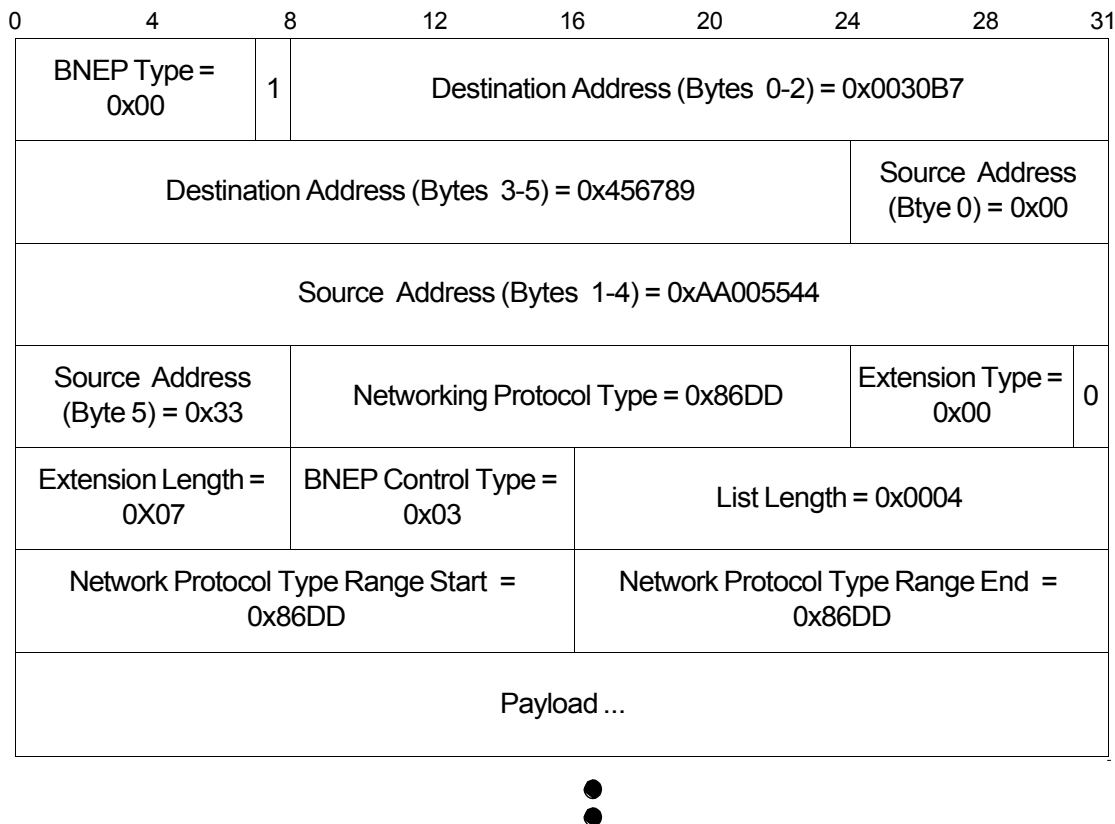 0 4 8 12 16 20 24 28 31
BNEP Type =
0x00
1
Destination Address (Bytes 0-2) = 0x0030B7
Destination Address (Bytes 3-5) = 0x456789
Source Address
(Btye 0) = 0x00
Source Address (Bytes 1-4) = 0xAA005544
Source Address
(Byte 5) = 0x33
Networking Protocol Type = 0x86DD
Extension Type =
0x00
0
Extension Length =
0X07
BNEP Control Type =
0x03
List Length = 0x0004
Network Protocol Type Range Start =
0x86DD
Network Protocol Type Range End =
0x86DD
Payload ...